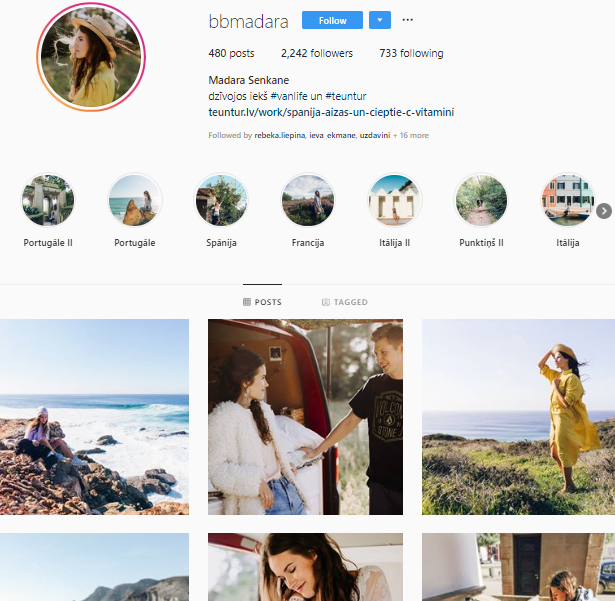 bbmadara Follow
480 posts 2,242 followers 733 following
Madara Senkane
dzīvojos iekš #vanlife un #teuntur
teuntur.lv/work/spanija-aizas-un-cieptie-c-vitamini
Followed by rebeka.liepina, ieva_ekmane, uzdavini + 16 more
Portugāle II Portugāle Spānija Francija Itālija II Punktiņš II Itālija
POSTS TAGGED
VOLCOM
STONE